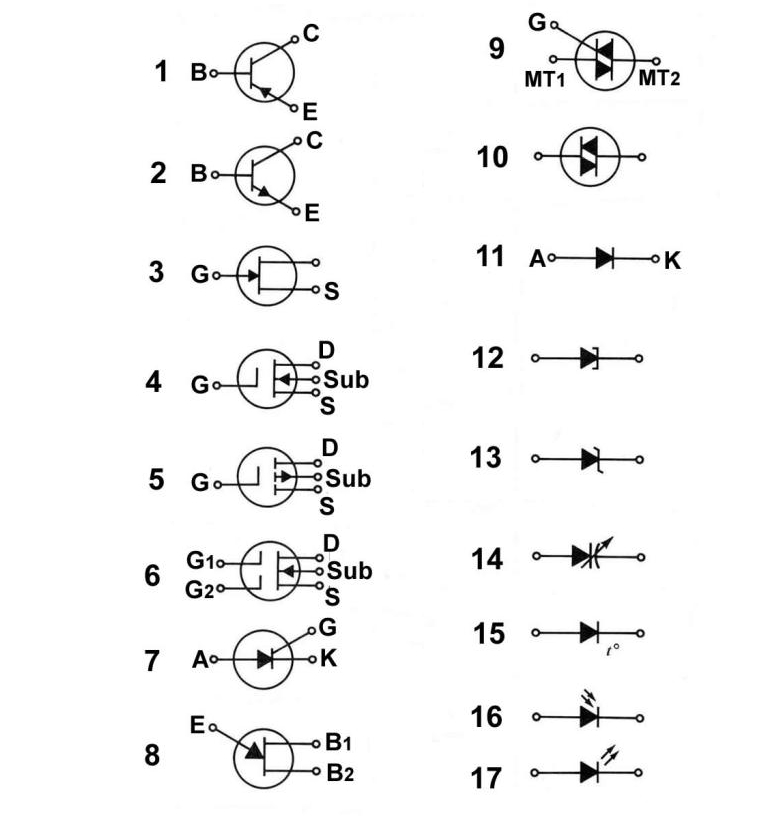 1 B C E
2 B C E
3 G S
4 G D Sub S
5 G D Sub S
6 G1 G2 D Sub S
7 A G K
8 E B1 B2
9 G MT1 MT2
10
11 A K
12
13
14
15 t°
16
17